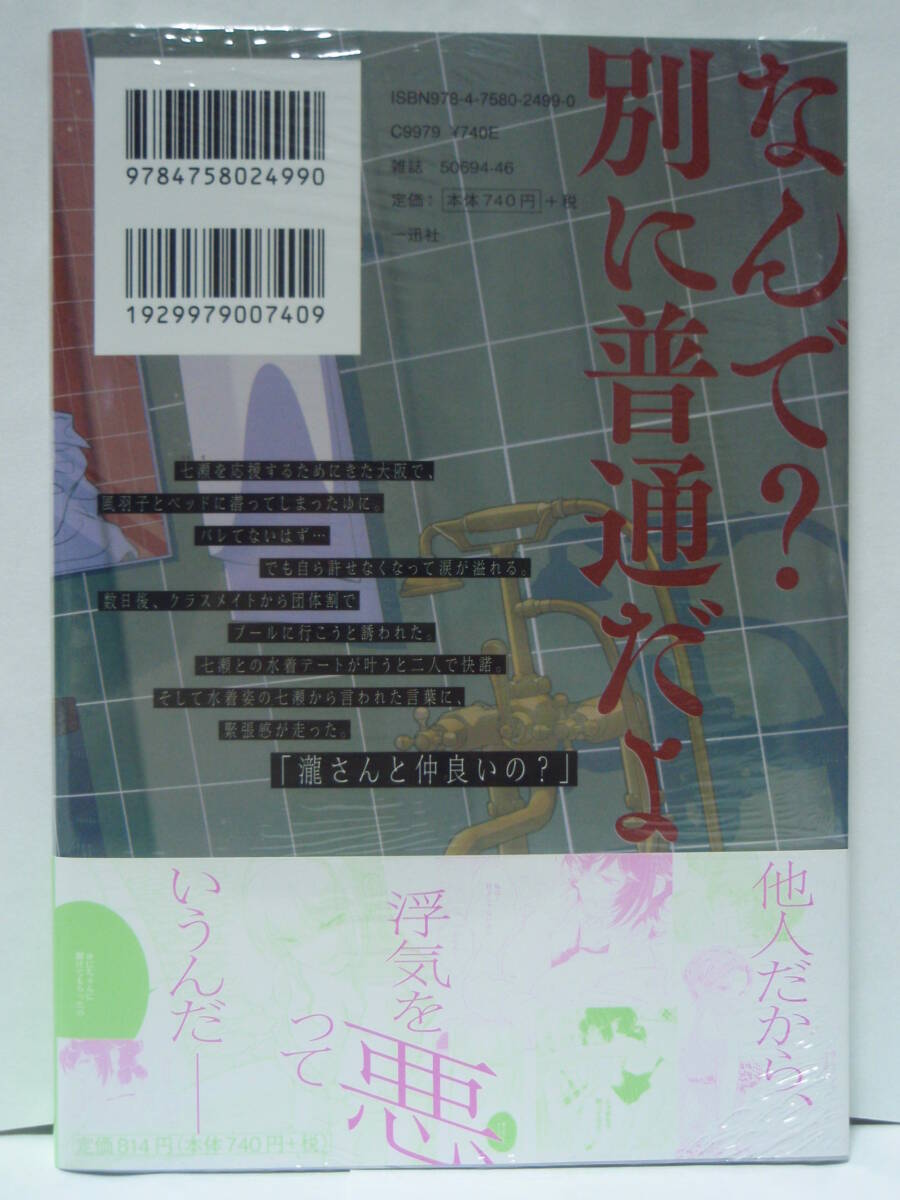 なんで？
別に普通だよ
ISBN978-4-7580-2499-0
C9979 ¥740E
雑誌 50694-46
定価：本体740円＋税
一迅社
9784758024990
1929979007409
七瀬を応援するためにきた大阪で、
風羽子とベッドに潜ってしまったゆに。
バレてないはず…
でも自ら許せなくなって涙が溢れる。
数日後、クラスメイトから団体割で
プールに行こうと誘われた。
七瀬との水着デートが叶うと二人で快諾。
そして水着姿の七瀬から言われた言葉に、
緊張感が走った。
「瀧さんと仲良いの？」
他人だから、
浮気を
悪
って
いうんだ──
定価814円（本体740円＋税）